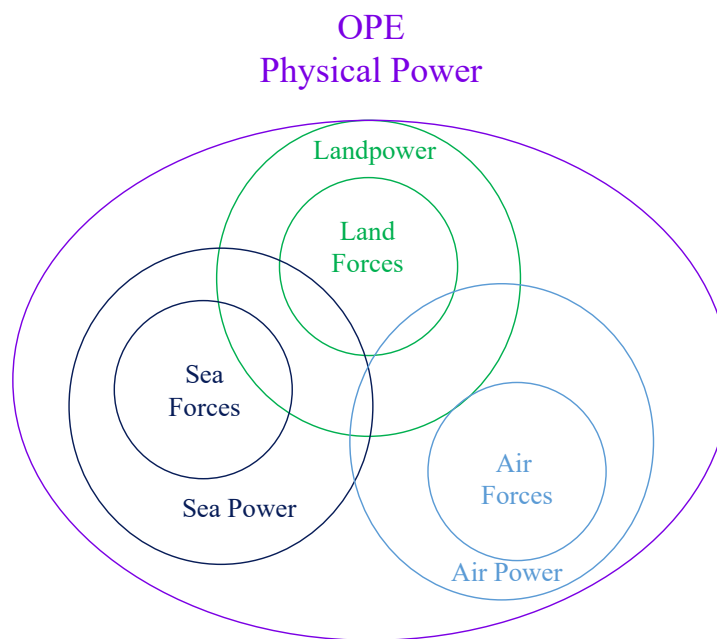 OPE
Physical Power
Landpower
Land
Forces
Sea
Forces
Sea Power
Air
Forces
Air Power